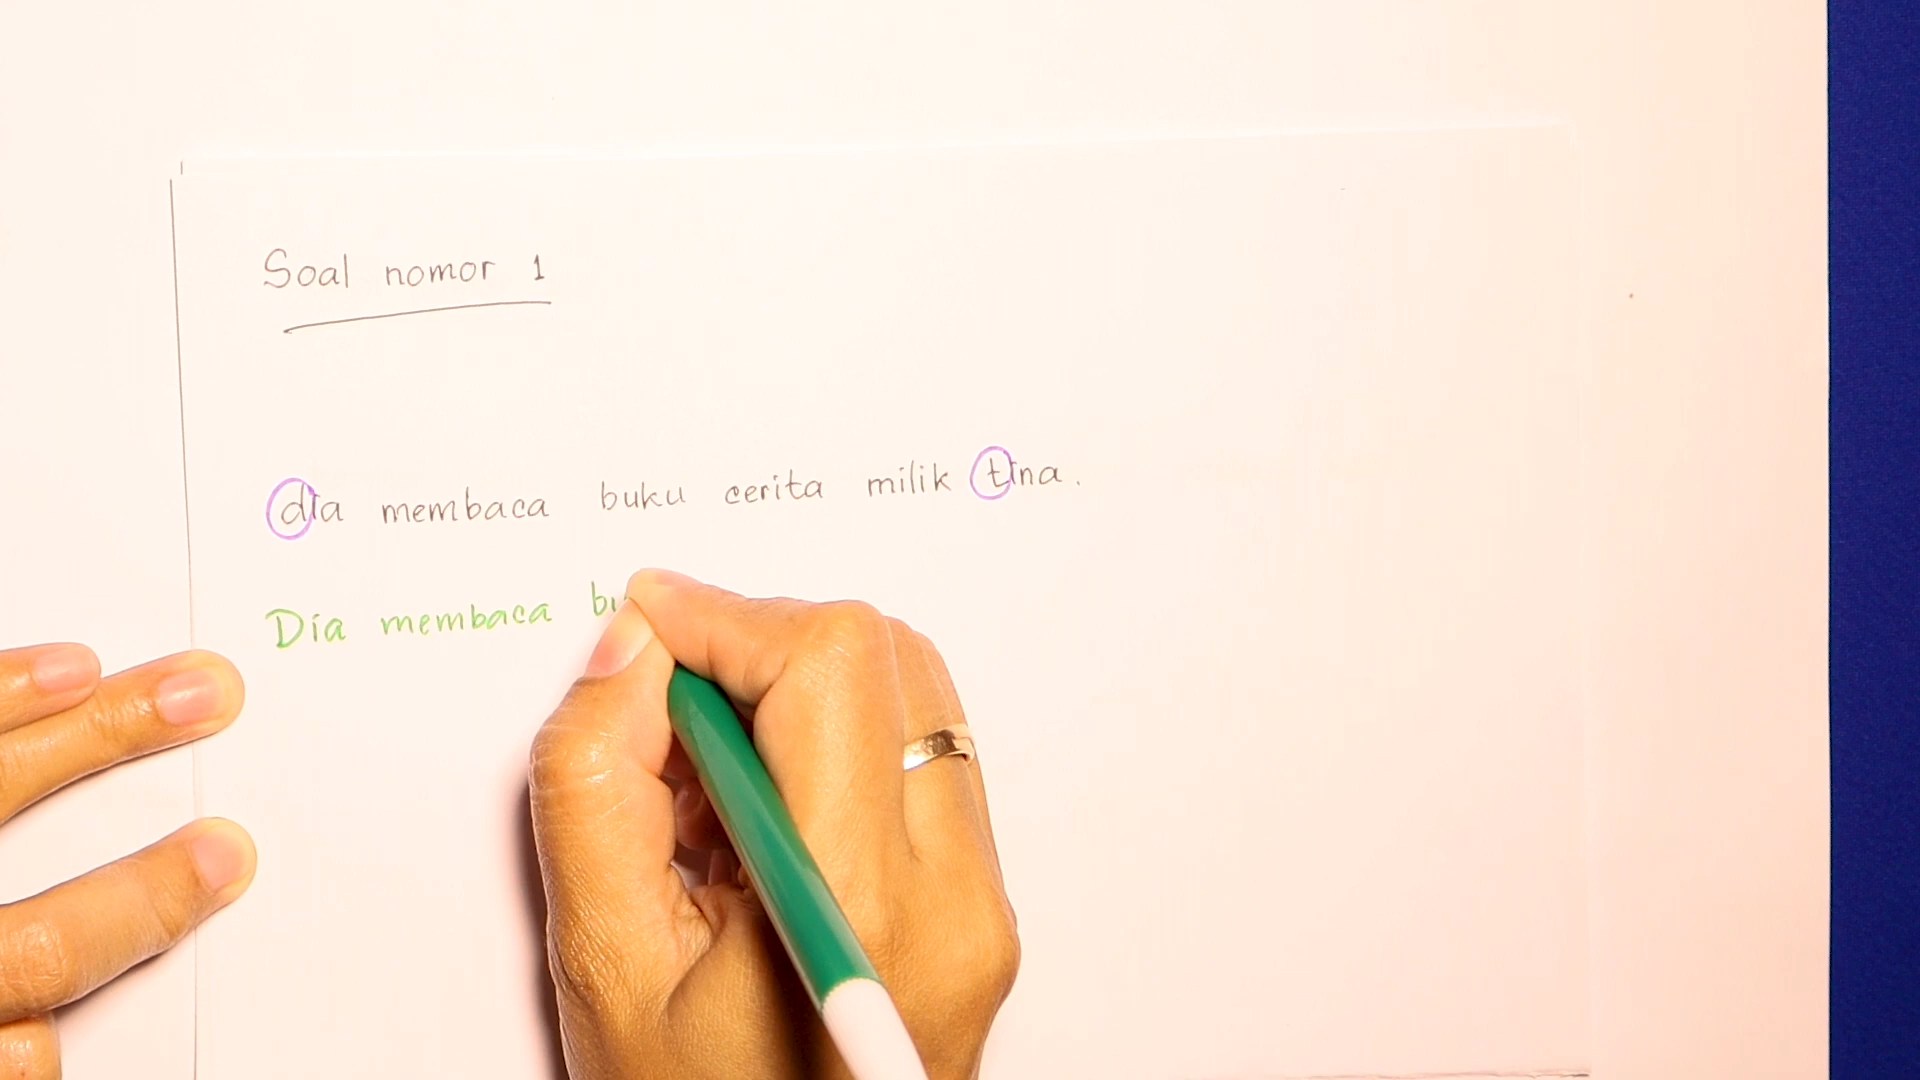 Soal nomor 1
dia membaca buku cerita milik tina.
Dia membaca